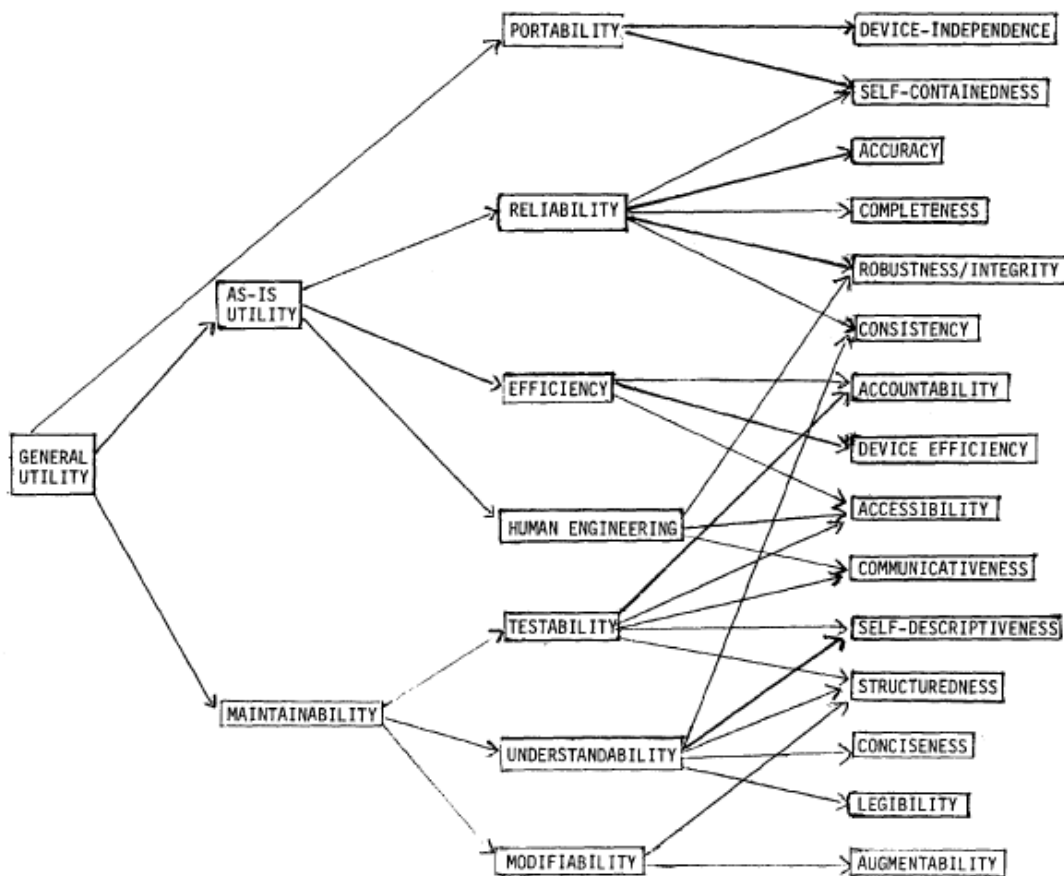 PORTABILITY
DEVICE-INDEPENDENCE
SELF-CONTAINEDNESS
ACCURACY
RELIABILITY
COMPLETENESS
ROBUSTNESS/INTEGRITY
AS-IS
UTILITY
CONSISTENCY
EFFICIENCY
ACCOUNTABILITY
GENERAL
UTILITY
DEVICE EFFICIENCY
ACCESSIBILITY
HUMAN ENGINEERING
COMMUNICATIVENESS
TESTABILITY
SELF-DESCRIPTIVENESS
STRUCTUREDNESS
MAINTAINABILITY
UNDERSTANDABILITY
CONCISENESS
LEGIBILITY
MODIFIABILITY
AUGMENTABILITY